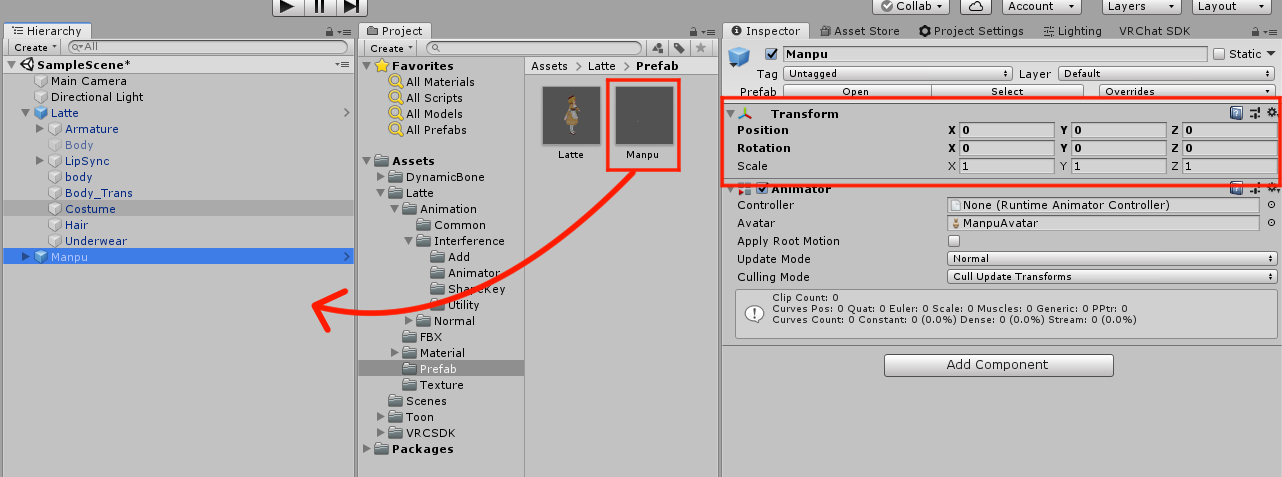 Collab
Account
Layers
Layout
Hierarchy
Create
All
SampleScene*
Main Camera
Directional Light
Latte
Armature
Body
LipSync
body
Body_Trans
Costume
Hair
Underwear
Manpu
Project
Create
Favorites
All Materials
All Scripts
All Models
All Prefabs
Assets
DynamicBone
Latte
Animation
Common
Interference
Add
Animator
ShapeKey
Utility
Normal
FBX
Material
Prefab
Texture
Scenes
Toon
VRCSDK
Packages
Assets > Latte > Prefab
Latte
Manpu
Inspector
Asset Store
Project Settings
Lighting
VRChat SDK
Manpu
Static
Tag Untagged Layer Default
Prefab Open Select Overrides
Transform
Position X 0 Y 0 Z 0
Rotation X 0 Y 0 Z 0
Scale X 1 Y 1 Z 1
Animator
Controller None (Runtime Animator Controller)
Avatar ManpuAvatar
Apply Root Motion
Update Mode Normal
Culling Mode Cull Update Transforms
Clip Count: 0
Curves Pos: 0 Quat: 0 Euler: 0 Scale: 0 Muscles: 0 Generic: 0 PPtr: 0
Curves Count: 0 Constant: 0 (0.0%) Dense: 0 (0.0%) Stream: 0 (0.0%)
Add Component